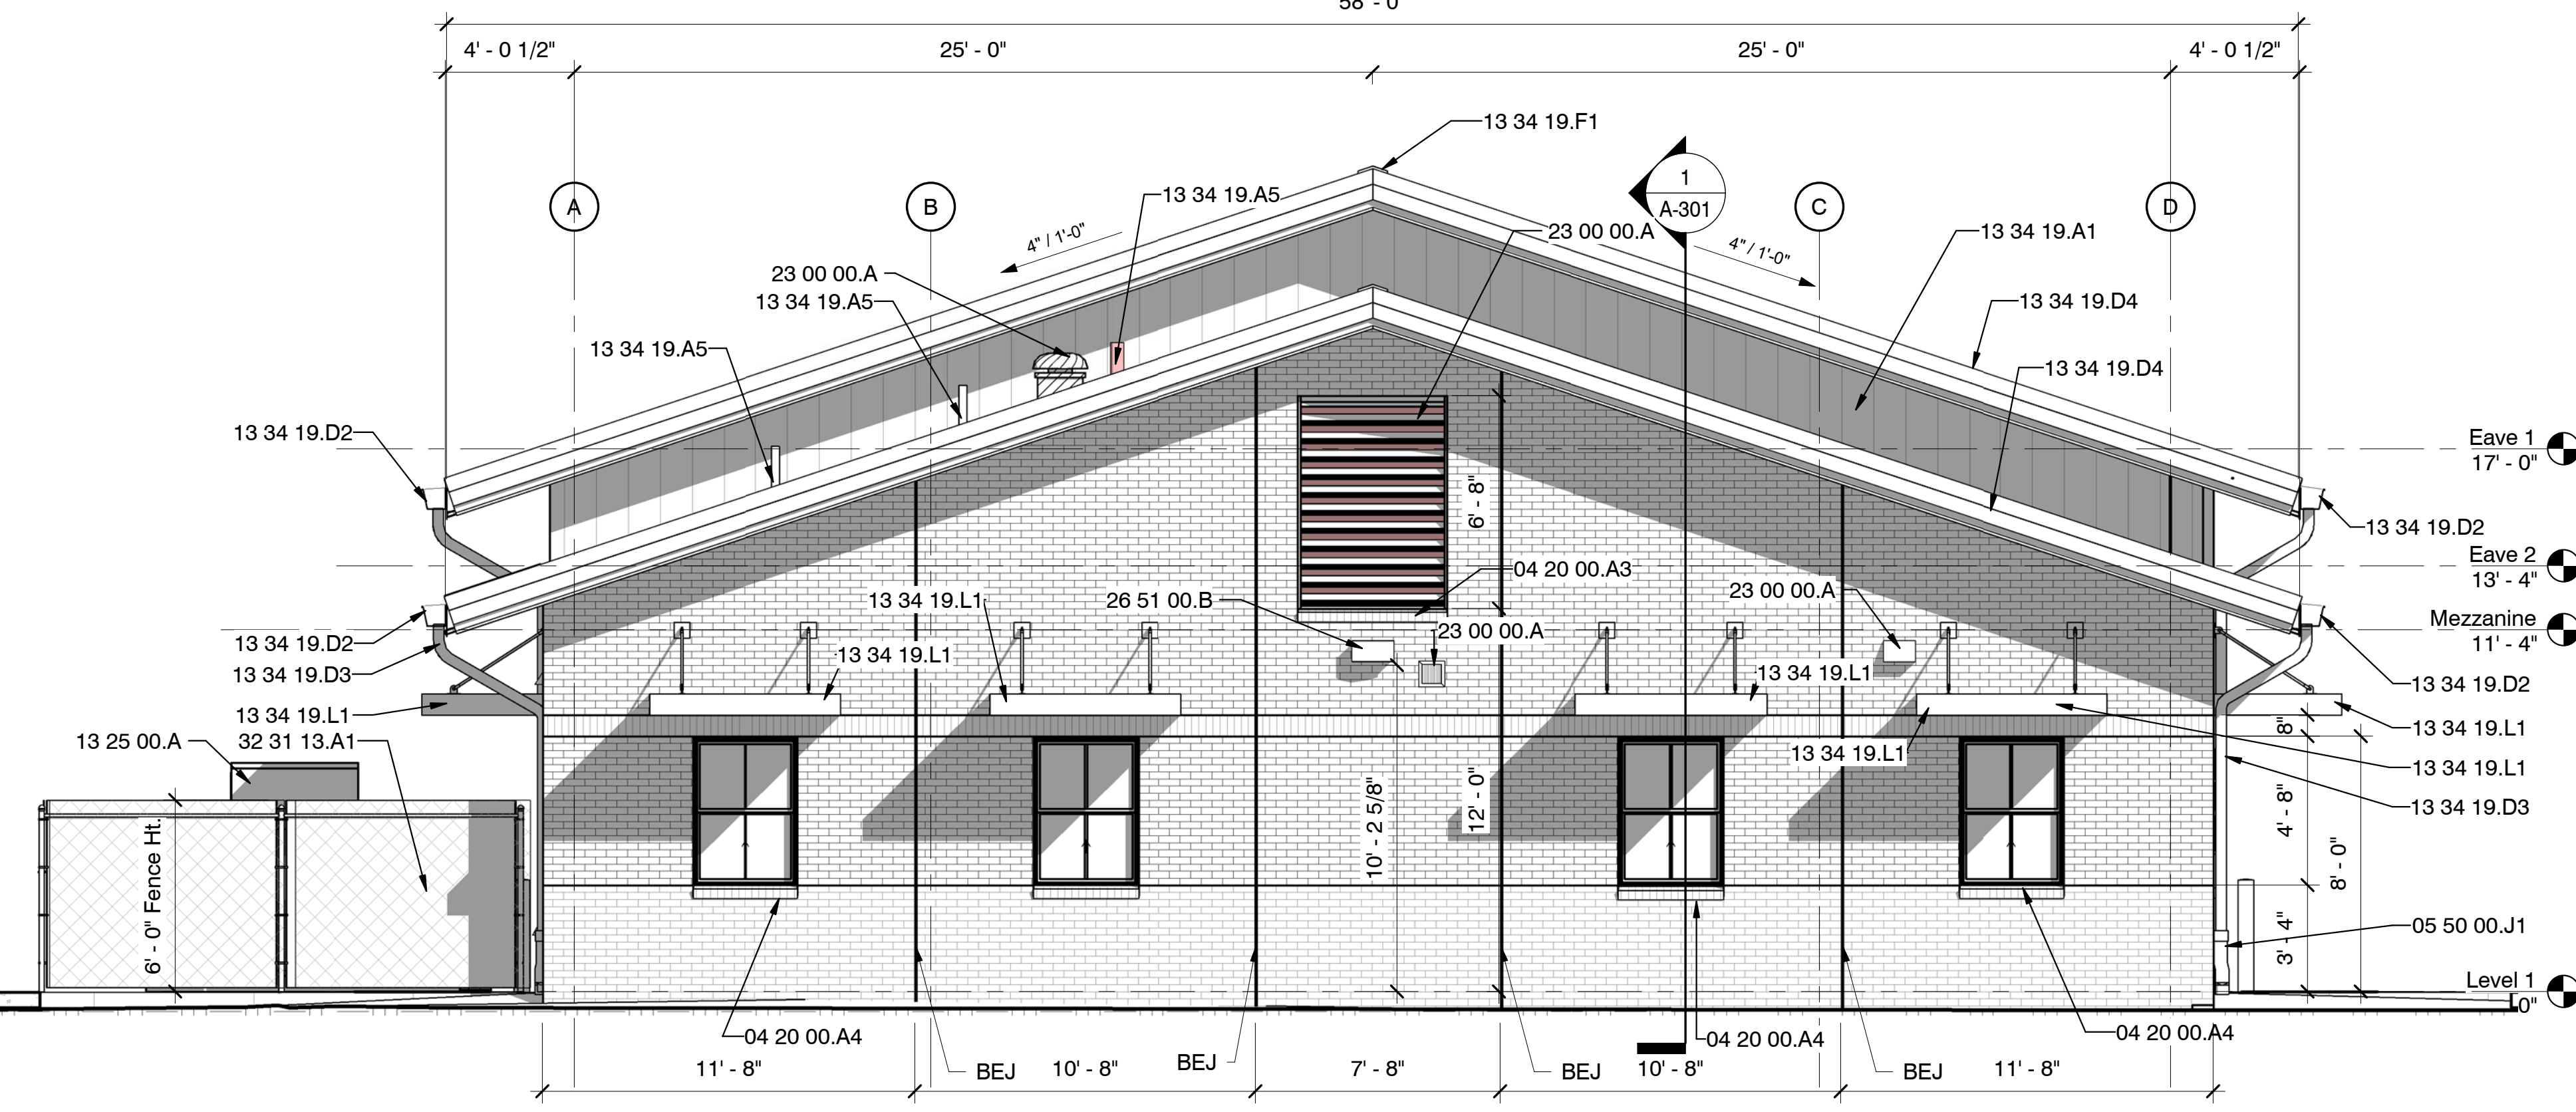 58' - 0"
4' - 0 1/2"
25' - 0"
25' - 0"
4' - 0 1/2"
13 34 19.F1
1
A-301
A
B
C
D
13 34 19.A5
4" / 1'-0"
23 00 00.A
4" / 1'-0"
13 34 19.A1
23 00 00.A
13 34 19.A5
13 34 19.D4
13 34 19.A5
13 34 19.D4
13 34 19.D2
Eave 1
17' - 0"
6' - 8"
13 34 19.D2
Eave 2
13' - 4"
04 20 00.A3
13 34 19.L1
26 51 00.B
23 00 00.A
Mezzanine
11' - 4"
23 00 00.A
13 34 19.D2
13 34 19.L1
13 34 19.D3
13 34 19.L1
13 34 19.D2
13 34 19.L1
13 34 19.L1
8"
13 25 00.A
32 31 13.A1
13 34 19.L1
13 34 19.L1
13 34 19.D3
10' - 2 5/8"
12' - 0"
4' - 8"
8' - 0"
6' - 0" Fence Ht.
3' - 4"
05 50 00.J1
Level 1
0"
04 20 00.A4
04 20 00.A4
04 20 00.A4
11' - 8"
BEJ
10' - 8"
BEJ
7' - 8"
BEJ
10' - 8"
BEJ
11' - 8"